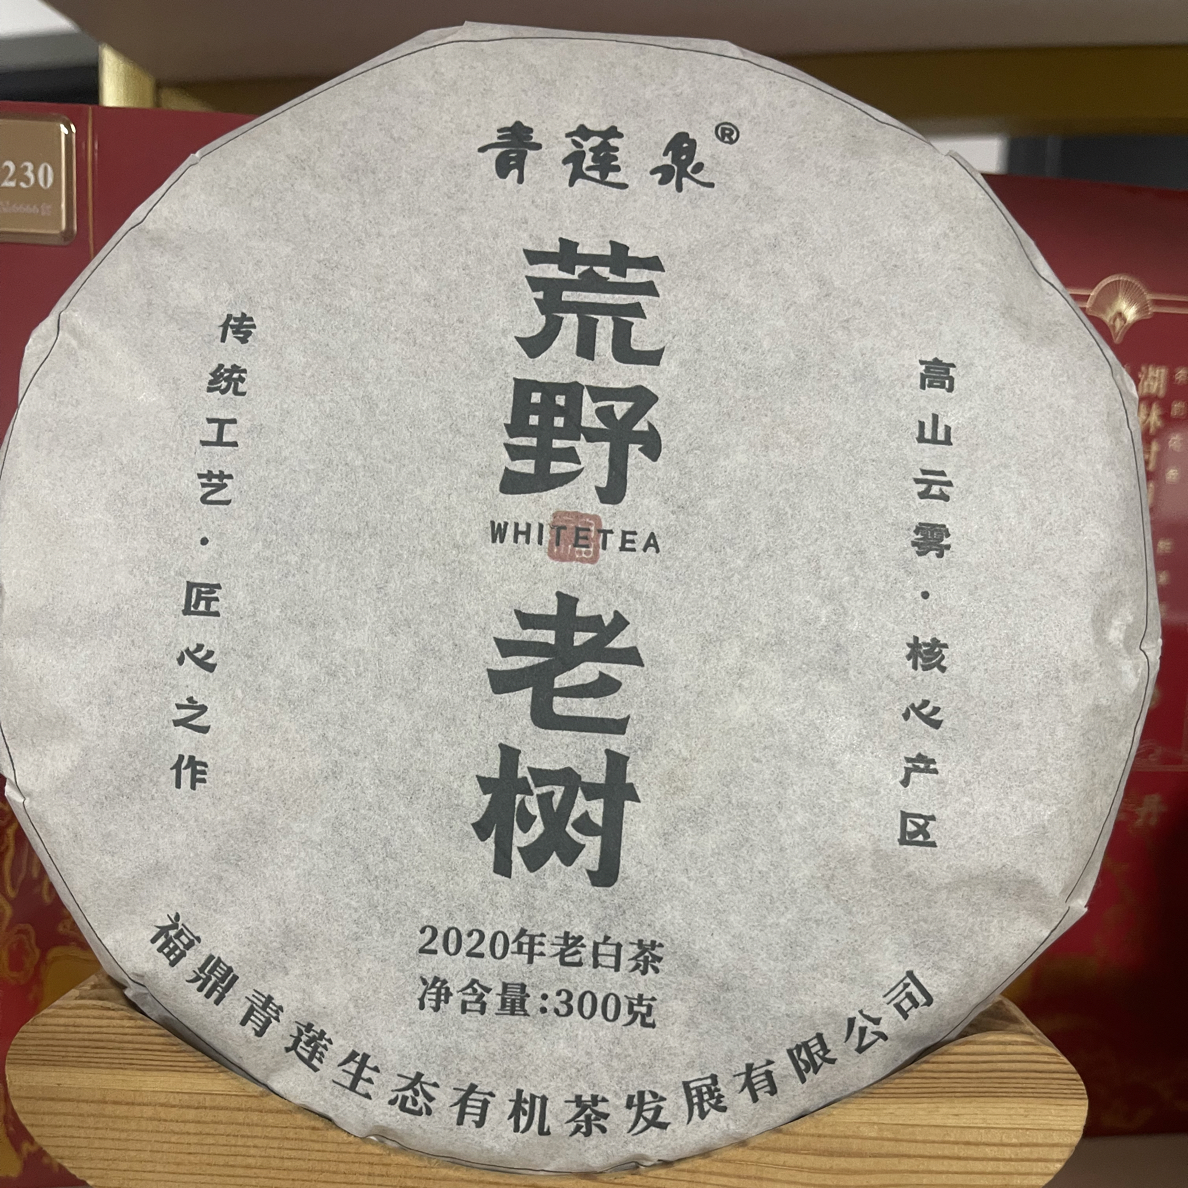 青莲泉®
荒野
WHITETEA
福
老树
高山云雾·核心产区
传统工艺·匠心之作
2020年老白茶
净含量:300克
福鼎青莲生态有机茶发展有限公司
230